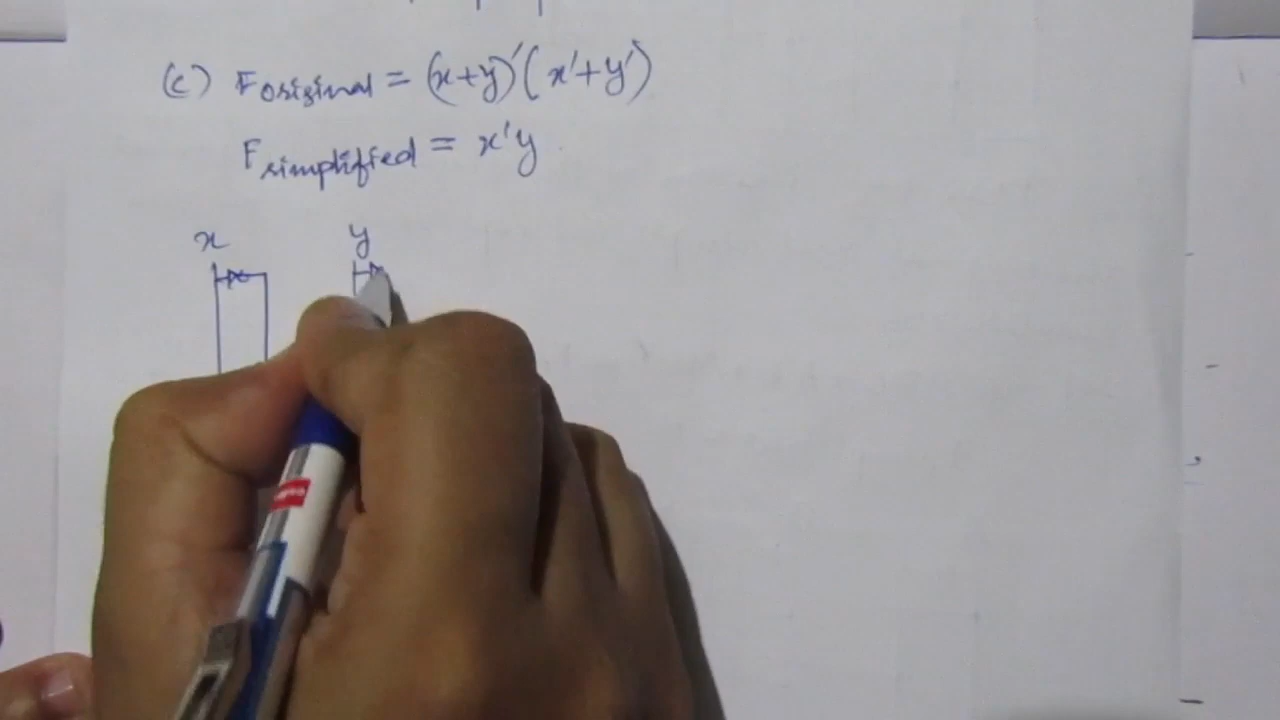 (c) Foriginal = (x+y)'(x'+y')
Fsimplified = x'y
x y